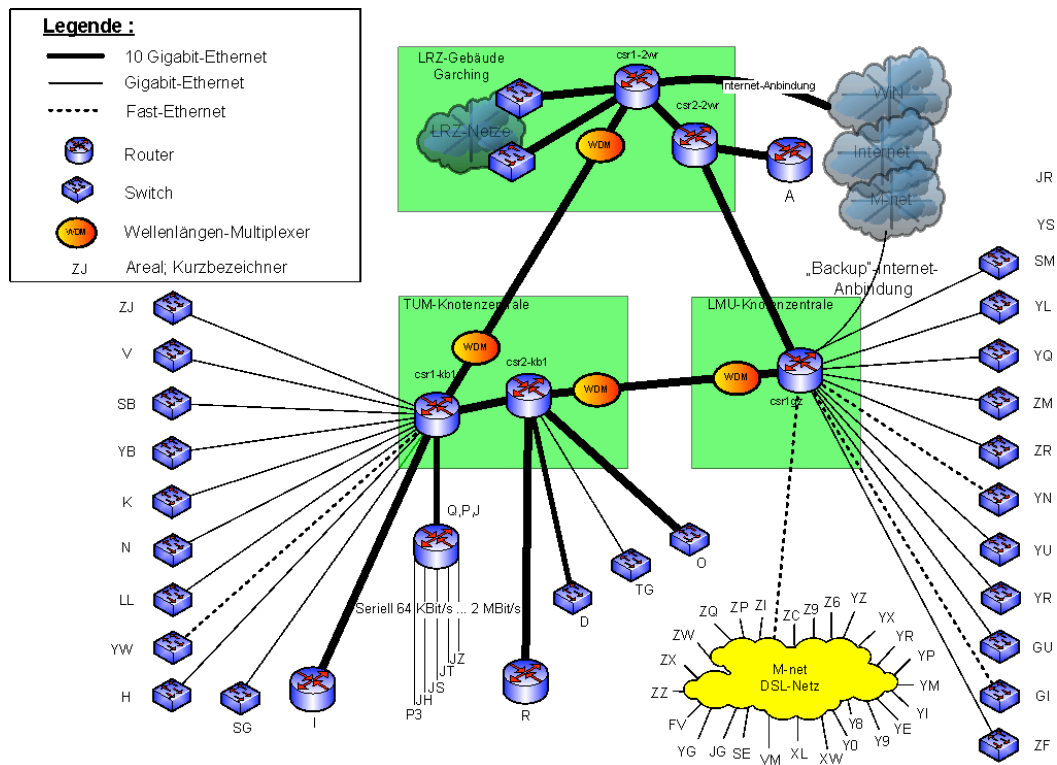 Legende :
10 Gigabit-Ethernet
Gigabit-Ethernet
Fast-Ethernet
Router
Switch
WDM
Wellenlängen-Multiplexer
ZJ
Areal; Kurzbezeichner
LRZ-Gebäude
Garching
csr1-2wr
csr2-2wr
LRZ-Netze
WDM
Internet-Anbindung
WiN
Internet
M-net
A
„Backup"-Internet-
Anbindung
TUM-Knotenzentrale
LMU-Knotenzentrale
WDM
csr1-kb1
csr2-kb1
WDM
WDM
csr1gz
ZJ
V
SB
YB
K
N
LL
YW
H
SG
I
Q,P,J
Seriell 64 KBit/s ... 2 MBit/s
P3
JH
JS
JT
JZ
R
D
TG
O
JR
YS
SM
YL
YQ
ZM
ZR
YN
YU
YR
GU
GI
ZF
M-net
DSL-Netz
ZZ
ZX
ZW
ZQ
ZP
ZI
ZC
Z9
Z6
YZ
YX
YR
YP
YM
YI
YE
Y9
Y8
Y0
XW
XL
VM
SE
JG
YG
FV